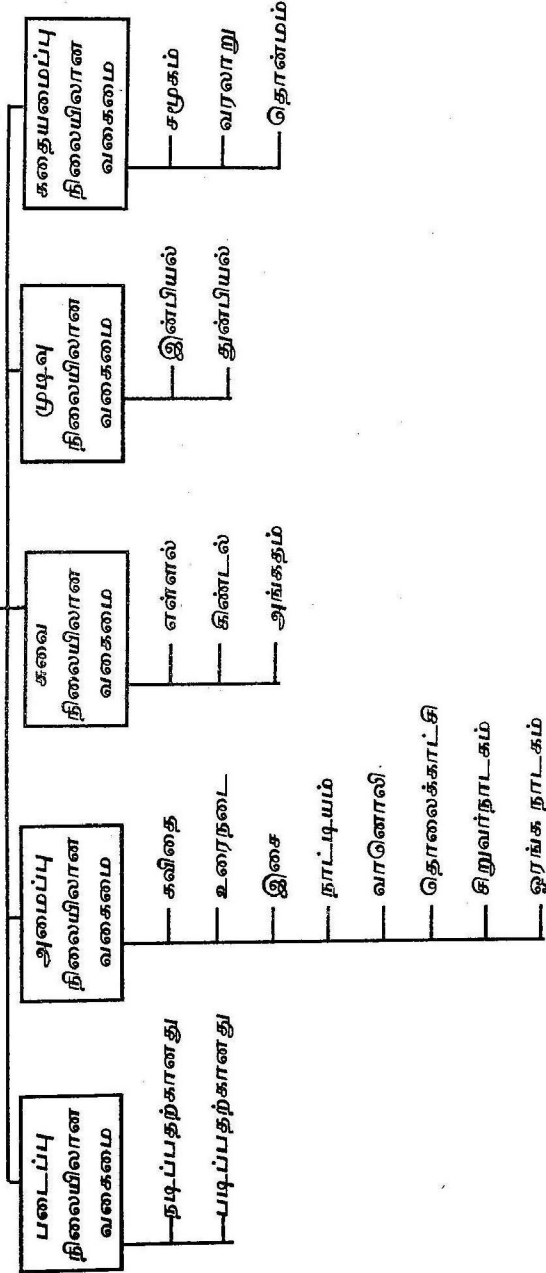 படைப்பு
நிலையிலான
வகைமை
நடிப்பதற்கானது
படிப்பதற்கானது
அமைப்பு
நிலையிலான
வகைமை
கவிதை
உரைநடை
இசை
நாட்டியம்
வானொலி
தொலைக்காட்சி
சிறுவர்நாடகம்
ஓரங்க நாடகம்
சுவை
நிலையிலான
வகைமை
எள்ளல்
கிண்டல்
அங்கதம்
முடிவு
நிலையிலான
வகைமை
இன்பியல்
துன்பியல்
கதையமைப்பு
நிலையிலான
வகைமை
சமூகம்
வரலாறு
தொன்மம்